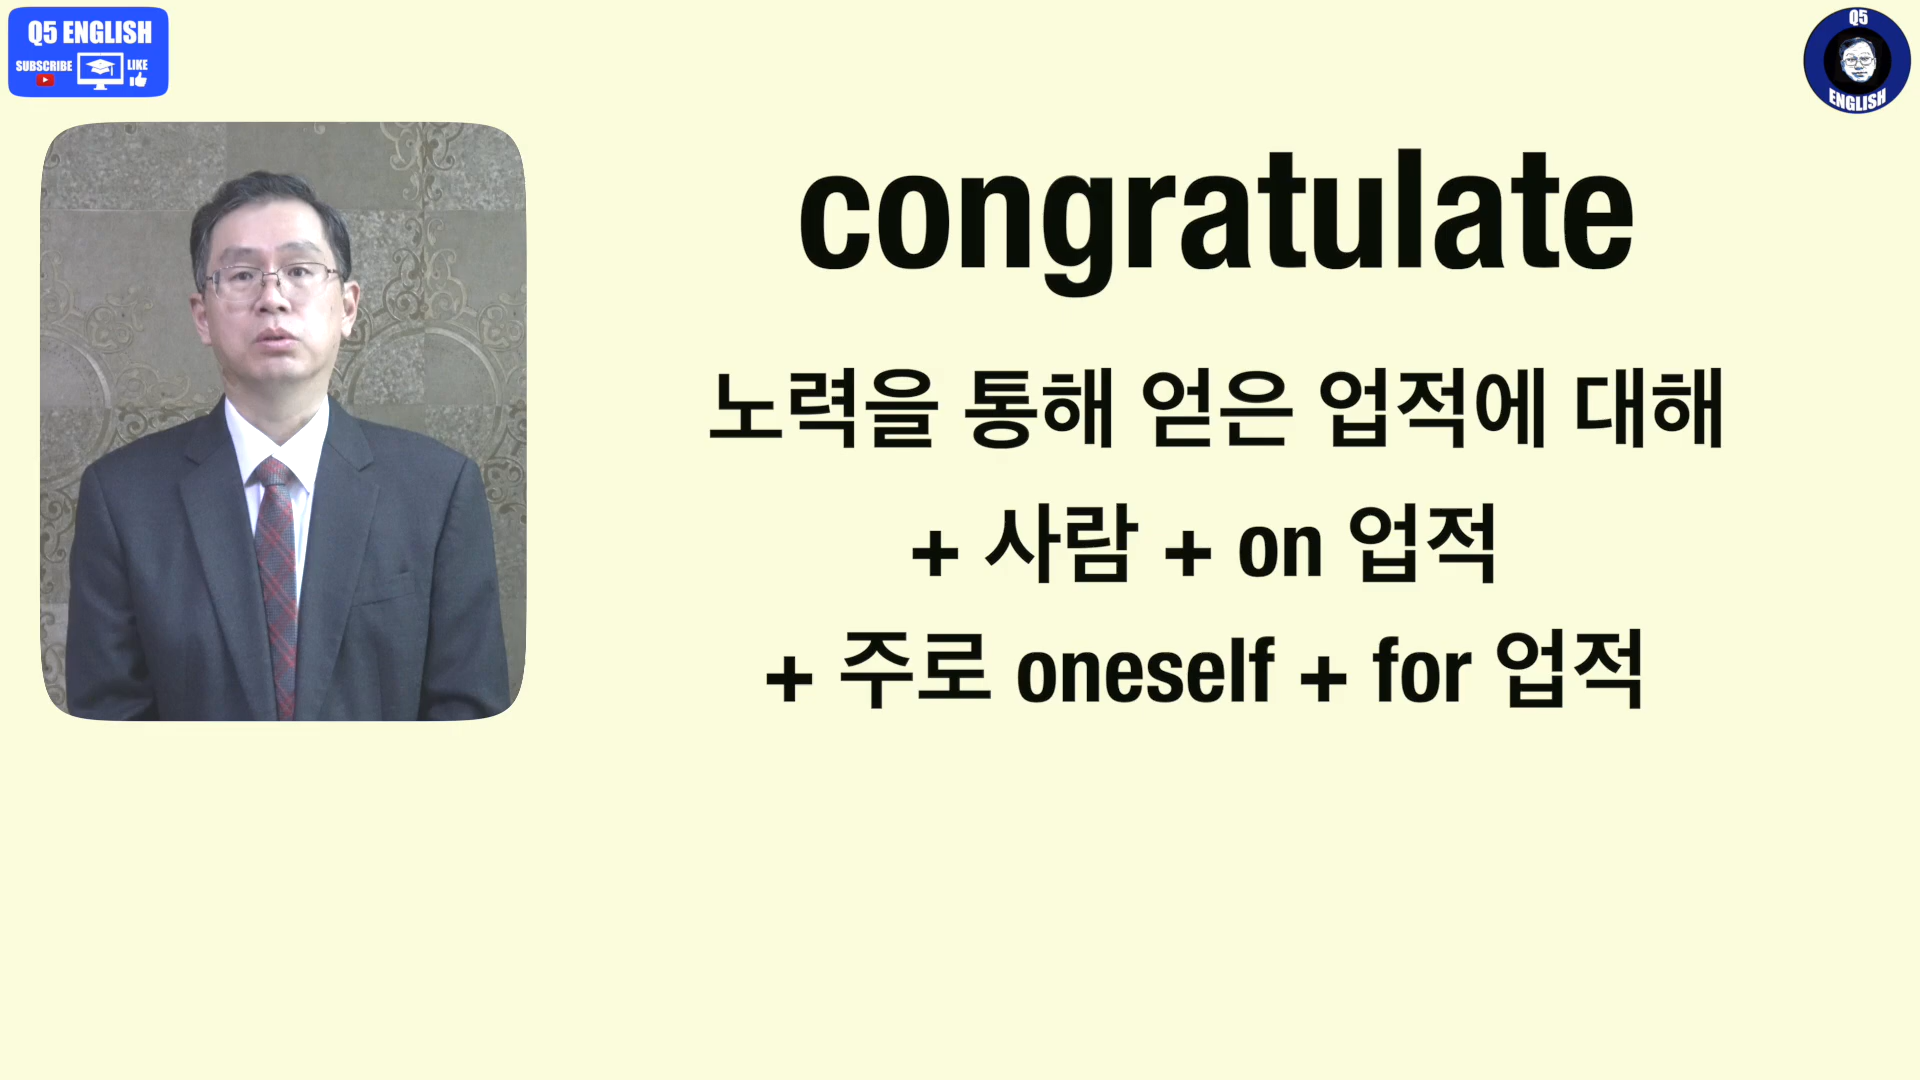 Q5 ENGLISH
SUBSCRIBE
LIKE
Q5
ENGLISH
congratulate
노력을 통해 얻은 업적에 대해
+ 사람 + on 업적
+ 주로 oneself + for 업적